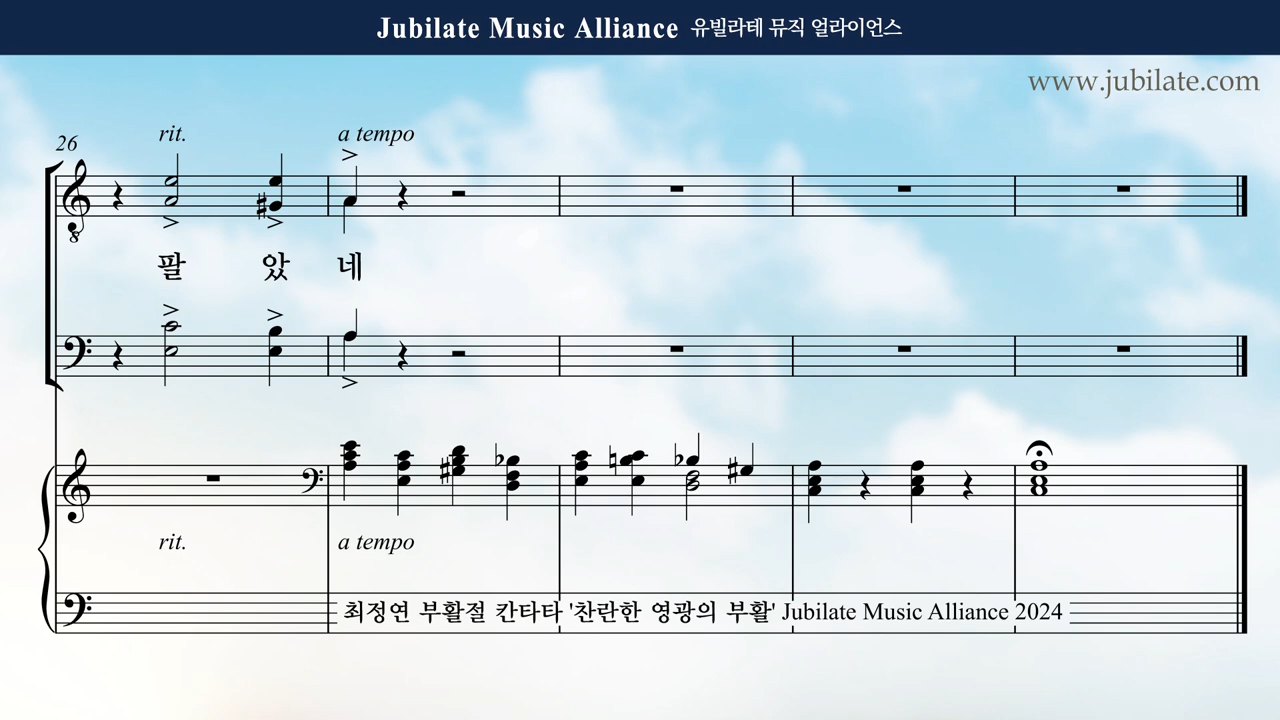 Jubilate Music Alliance 유빌라테 뮤직 얼라이언스
www.jubilate.com
rit. a tempo
26
팔 았 네
rit. a tempo
최정연 부활절 칸타타 '찬란한 영광의 부활' Jubilate Music Alliance 2024